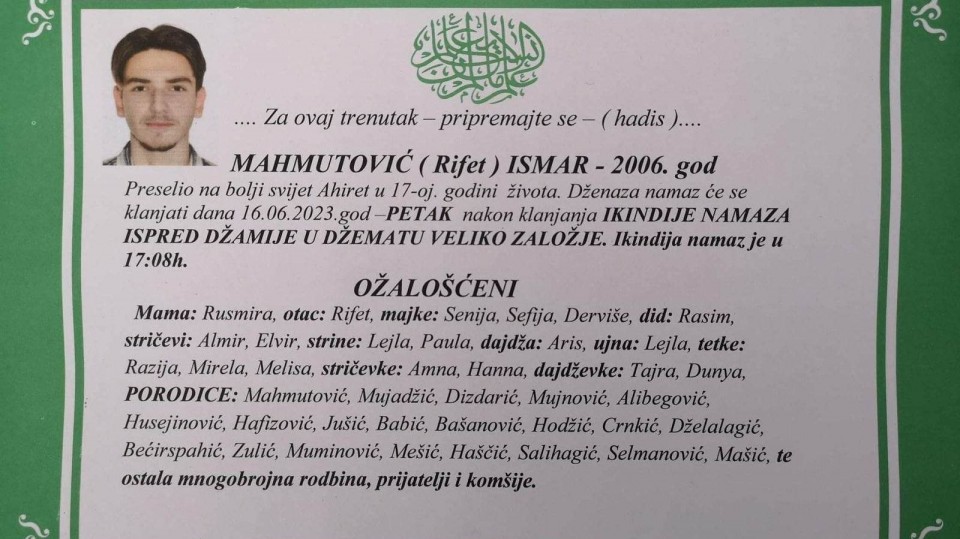 .... Za ovaj trenutak – pripremajte se – ( hadis )....
MAHMUTOVIĆ ( Rifet ) ISMAR - 2006. god
Preselio na bolji svijet Ahiret u 17-oj. godini života. Dženaza namaz će se
klanjati dana 16.06.2023.god –PETAK nakon klanjanja IKINDIJE NAMAZA
ISPRED DŽAMIJE U DŽEMATU VELIKO ZALOŽJE. Ikindija namaz je u
17:08h.
OŽALOŠĆENI
Mama: Rusmira, otac: Rifet, majke: Senija, Sefija, Derviše, did: Rasim,
stričevi: Almir, Elvir, strine: Lejla, Paula, dajdža: Aris, ujna: Lejla, tetke:
Razija, Mirela, Melisa, stričevke: Amna, Hanna, dajdževke: Tajra, Dunya,
PORODICE: Mahmutović, Mujadžić, Dizdarić, Mujnović, Alibegović,
Husejinović, Hafizović, Jušić, Babić, Bašanović, Hodžić, Crnkić, Dželalagić,
Bećirspahić, Zulić, Muminović, Mešić, Haščić, Salihagić, Selmanović, Mašić, te
ostala mnogobrojna rodbina, prijatelji i komšije.